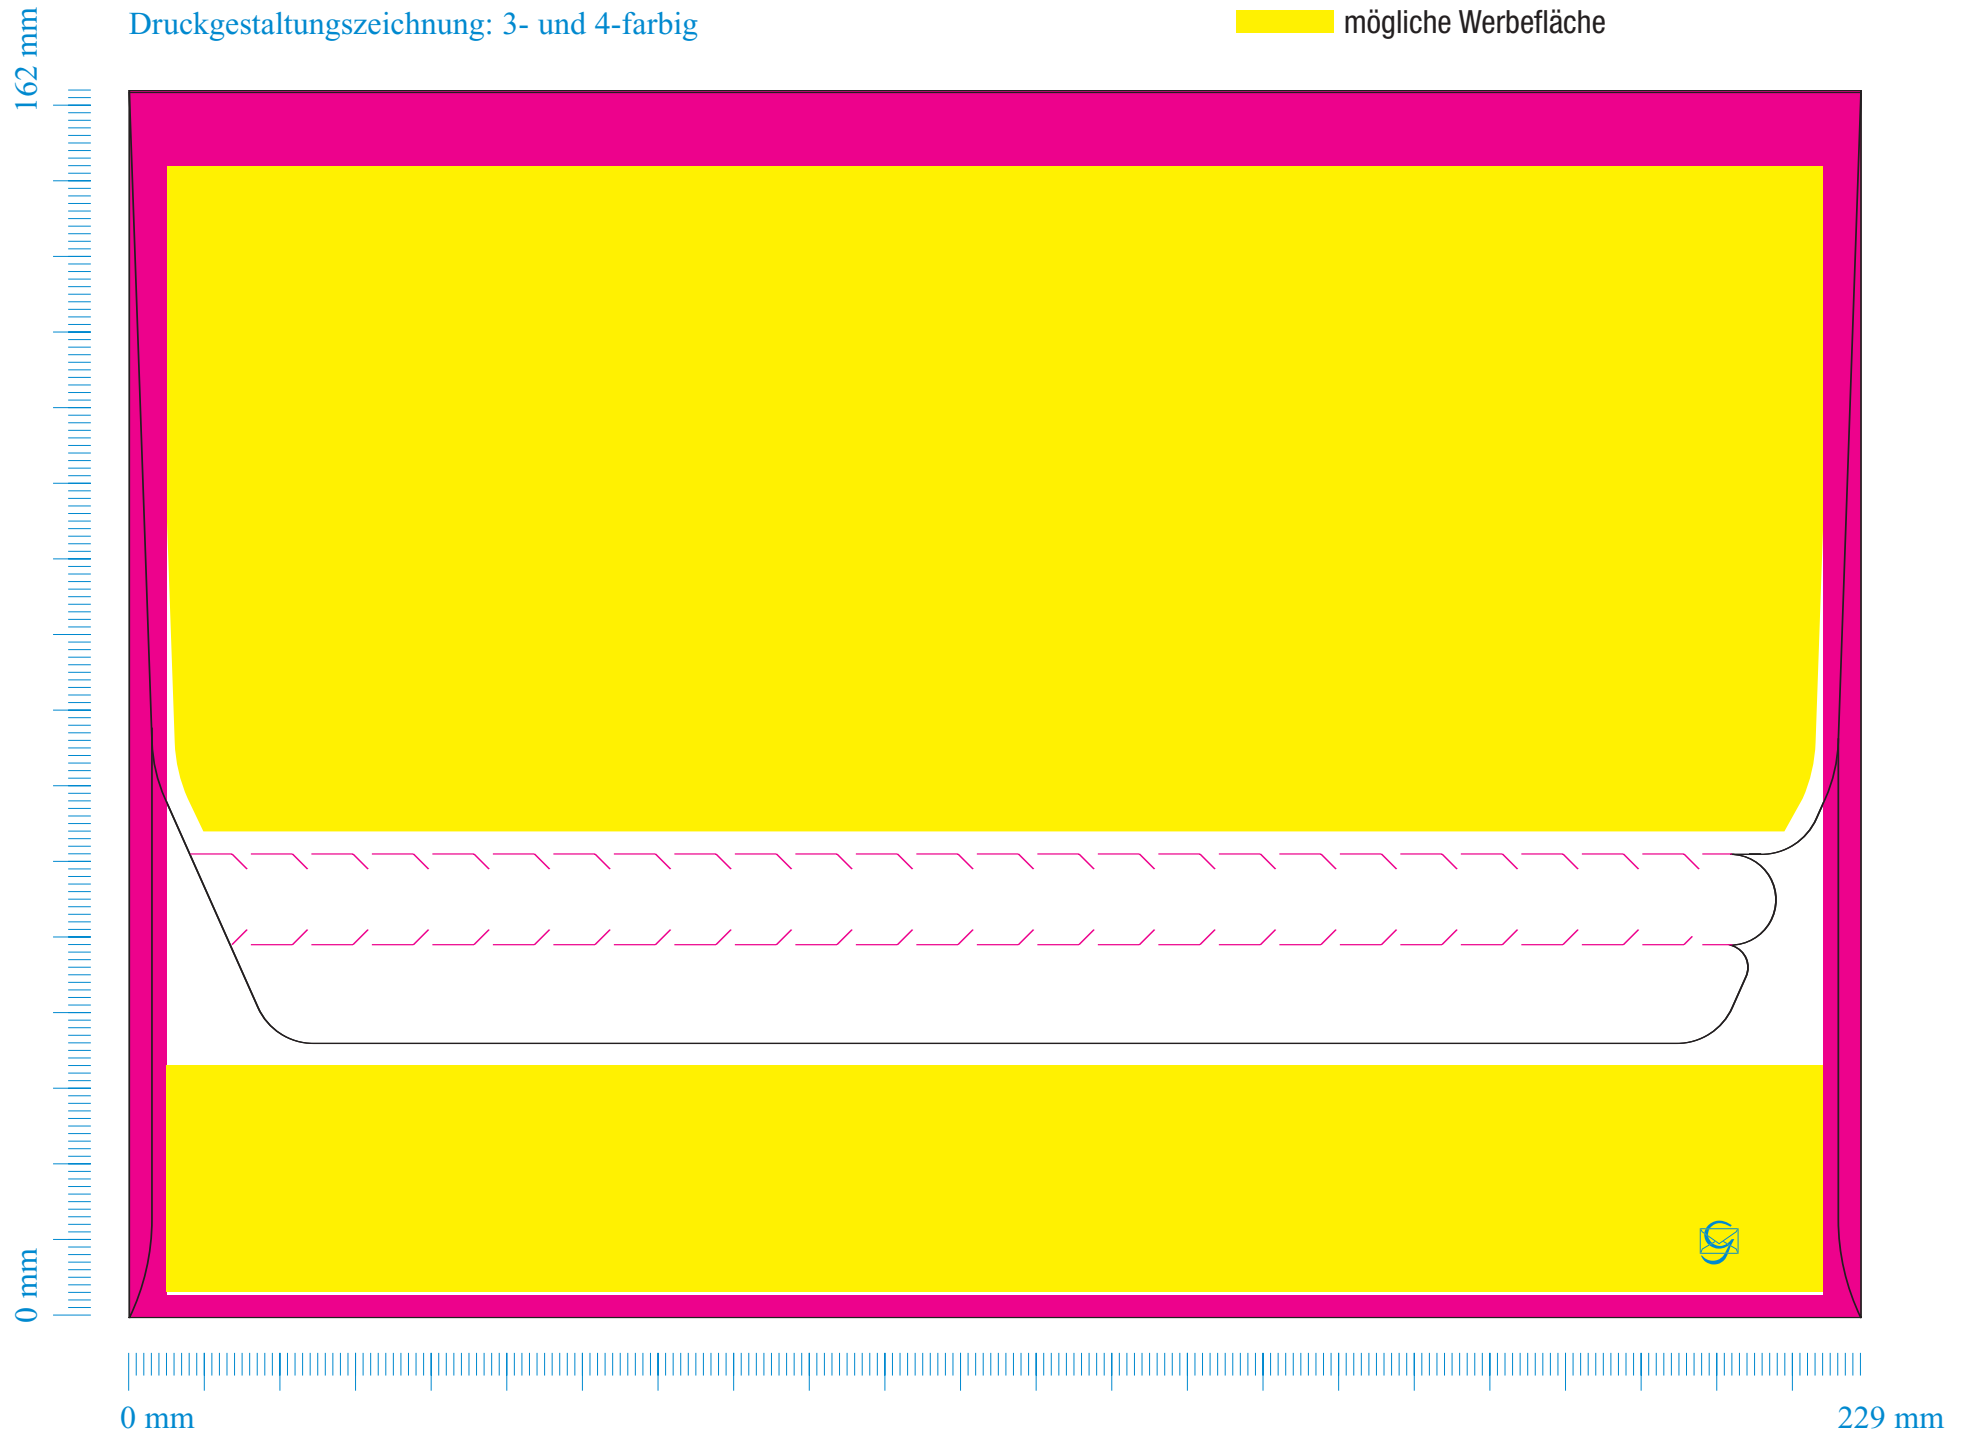 Druckgestaltungszeichnung: 3- und 4-farbig
mögliche Werbefläche
162 mm
0 mm
0 mm
229 mm